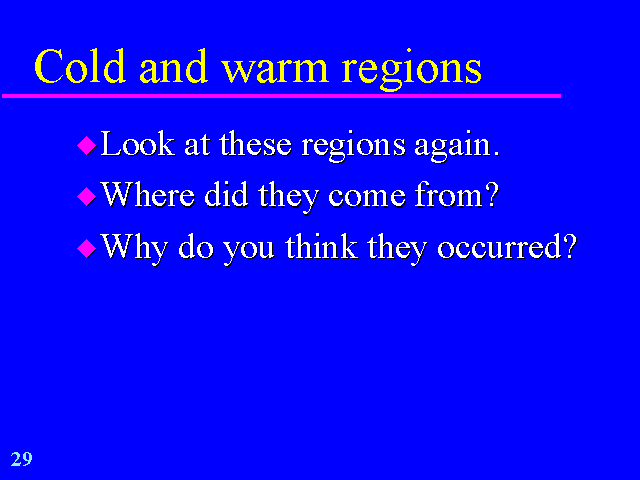 Cold and warm regions
Look at these regions again.
Where did they come from?
Why do you think they occurred?
29